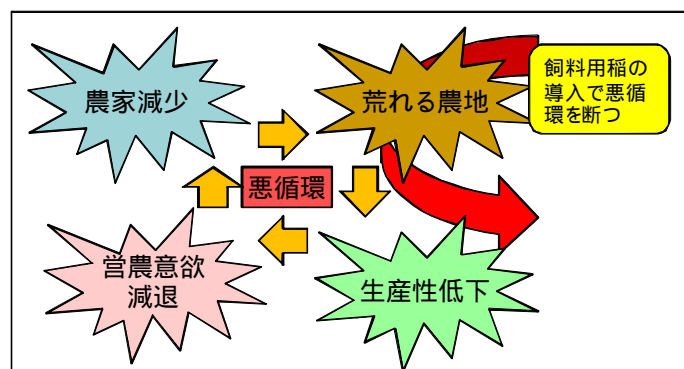 農家減少
荒れる農地
飼料用稲の
導入で悪循
環を断つ
悪循環
営農意欲
減退
生産性低下